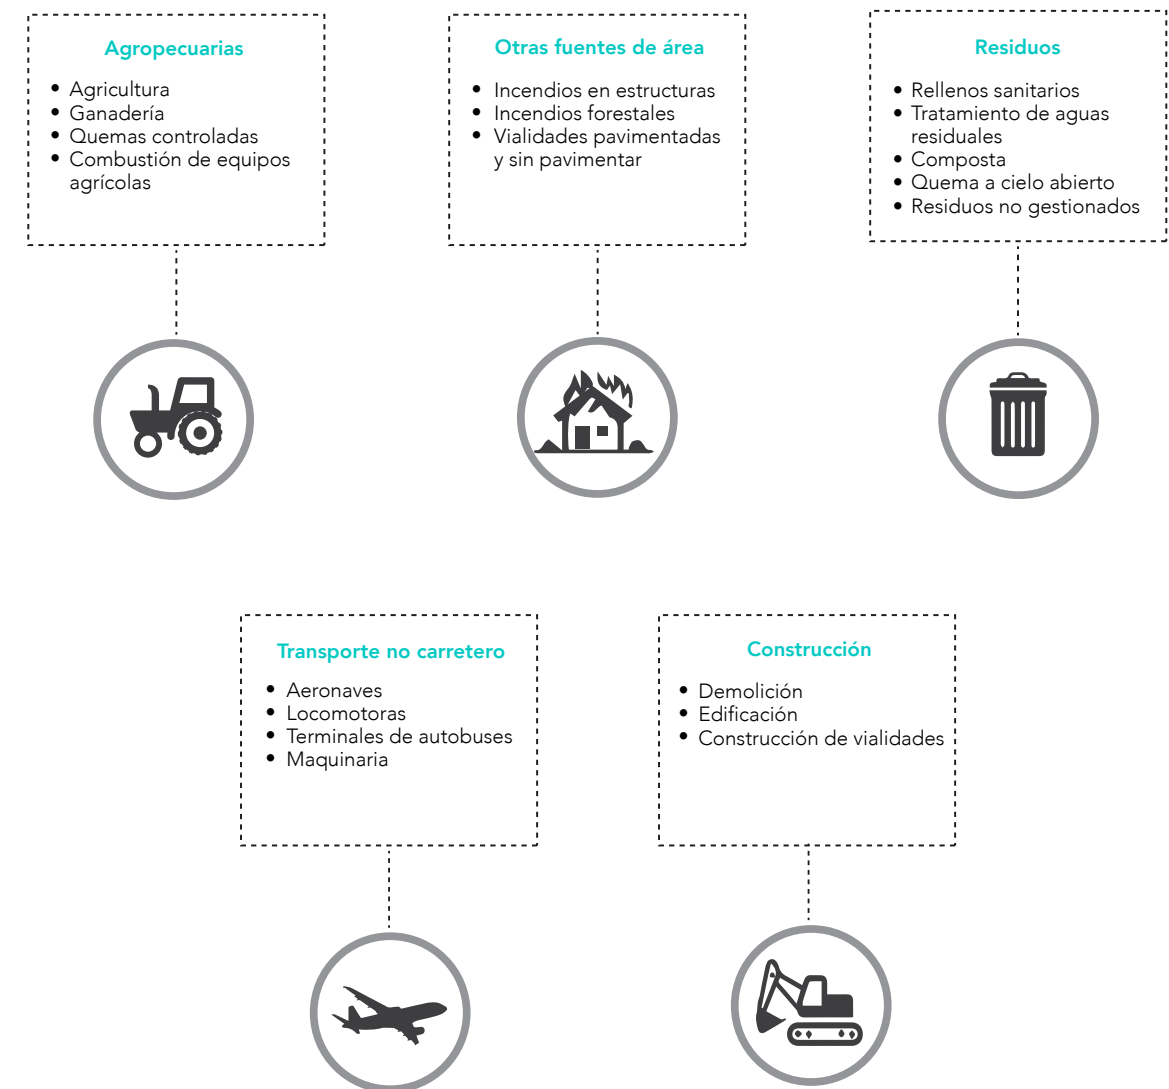 Agropecuarias
• Agricultura
• Ganadería
• Quemas controladas
• Combustión de equipos
agrícolas
Otras fuentes de área
• Incendios en estructuras
• Incendios forestales
• Vialidades pavimentadas
y sin pavimentar
Residuos
• Rellenos sanitarios
• Tratamiento de aguas
residuales
• Composta
• Quema a cielo abierto
• Residuos no gestionados
Transporte no carretero
• Aeronaves
• Locomotoras
• Terminales de autobuses
• Maquinaria
Construcción
• Demolición
• Edificación
• Construcción de vialidades